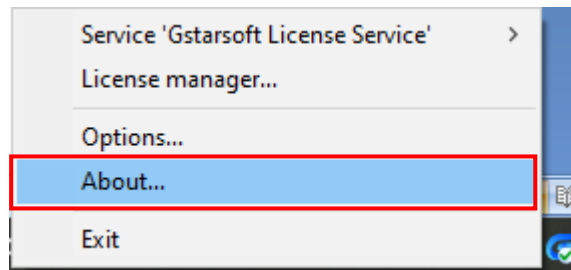 Service 'Gstarsoft License Service'
License manager...
Options...
About...
Exit